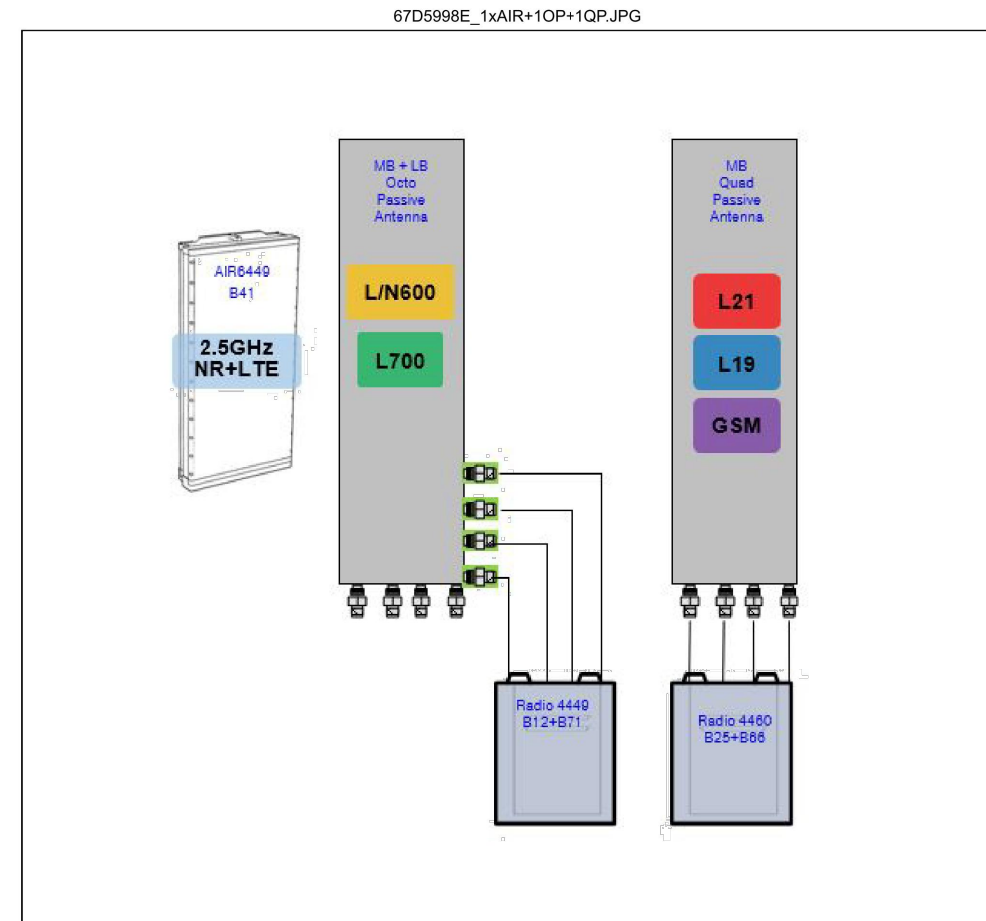 67D5998E_1xAIR+1OP+1QP.JPG
MB + LB
Octo
Passive
Antenna
MB
Quad
Passive
Antenna
AIR6449
B41
2.5GHz
NR+LTE
L/N600
L700
L21
L19
GSM
Radio 4449
B12+B71
Radio 4460
B25+B66